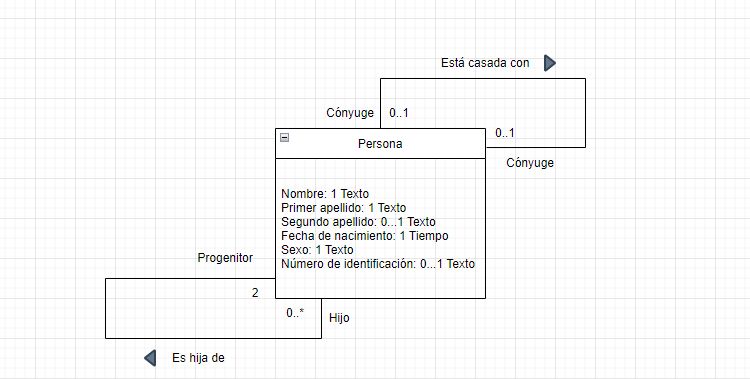 Está casada con
Cónyuge
0..1
0..1
Persona
Cónyuge
Nombre: 1 Texto
Primer apellido: 1 Texto
Segundo apellido: 0...1 Texto
Fecha de nacimiento: 1 Tiempo
Sexo: 1 Texto
Número de identificación: 0...1 Texto
Progenitor
2
0..*
Hijo
Es hija de